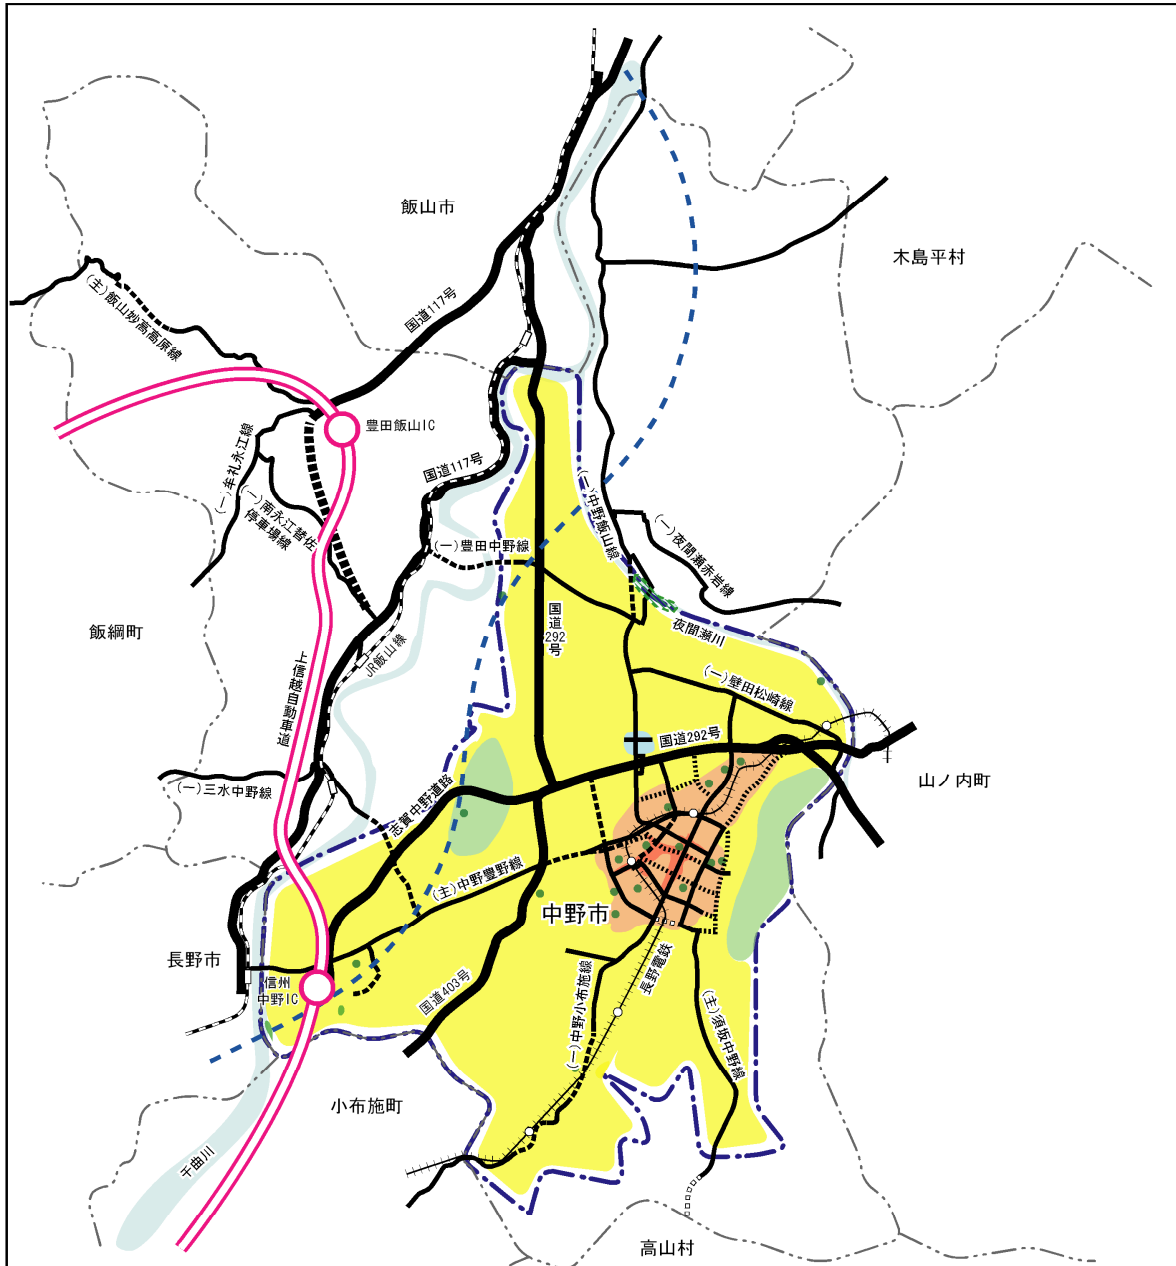 飯山市
木島平村
(主)飯山妙高高原線
国道117号
豊田飯山IC
(一)牟礼永江線
国道117号
(一)南永江替佐
停車場線
(一)中野飯山線
(一)夜間瀬赤岩線
(一)豊田中野線
国道
292
号
夜間瀬川
飯綱町
JR飯山線
上信越自動車道
(一)壁田松崎線
国道292号
山ノ内町
(一)三水中野線
志賀中野道路
(主)中野豊野線
中野市
長野市
信州
中野IC
国道403号
(一)中野小布施線
長野電鉄
(主)須坂中野線
小布施町
千曲川
高山村